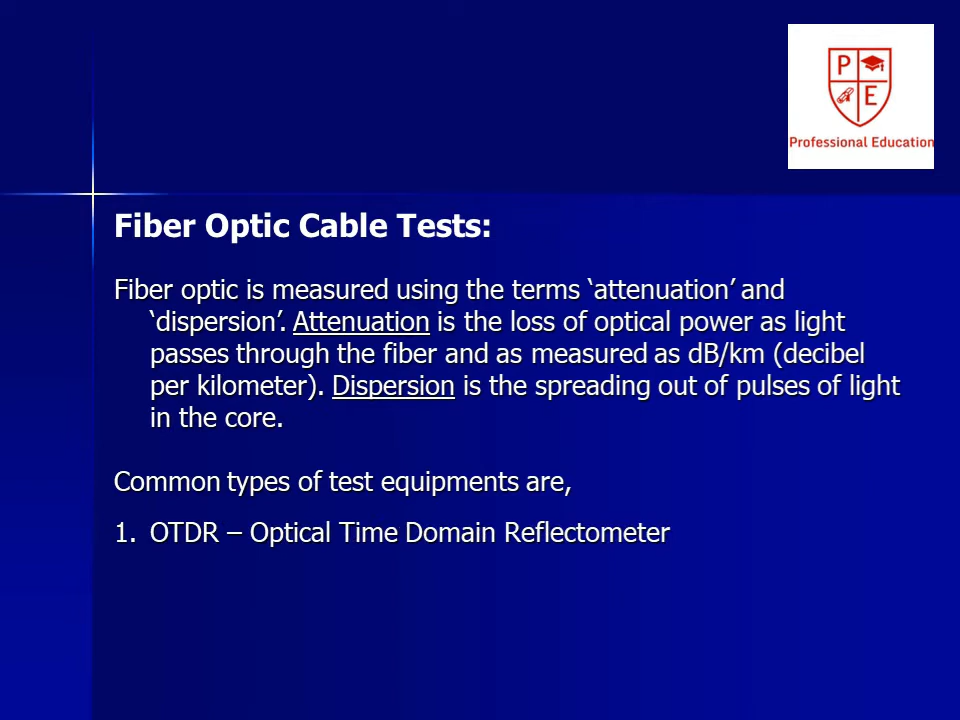 P
E
Professional Education
Fiber Optic Cable Tests:
Fiber optic is measured using the terms ‘attenuation’ and
‘dispersion’. Attenuation is the loss of optical power as light
passes through the fiber and as measured as dB/km (decibel
per kilometer). Dispersion is the spreading out of pulses of light
in the core.
Common types of test equipments are,
1. OTDR – Optical Time Domain Reflectometer